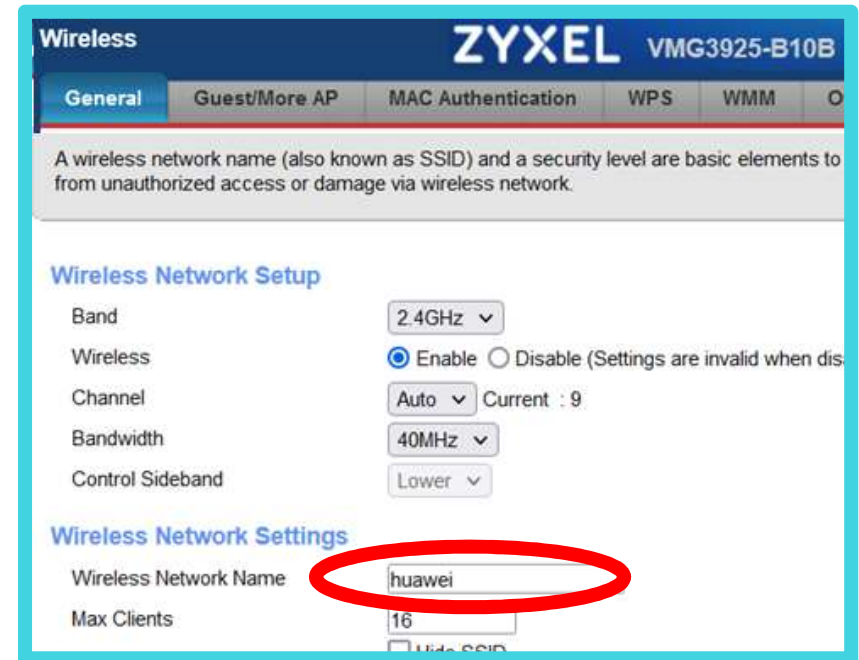 Wireless ZYXEL VMG3925-B10B
General Guest/More AP MAC Authentication WPS WMM O
A wireless network name (also known as SSID) and a security level are basic elements to
from unauthorized access or damage via wireless network.
Wireless Network Setup
Band 2.4GHz
Wireless Enable Disable (Settings are invalid when dis
Channel Auto Current : 9
Bandwidth 40MHz
Control Sideband Lower
Wireless Network Settings
Wireless Network Name huawei
Max Clients 16
Hide SSID